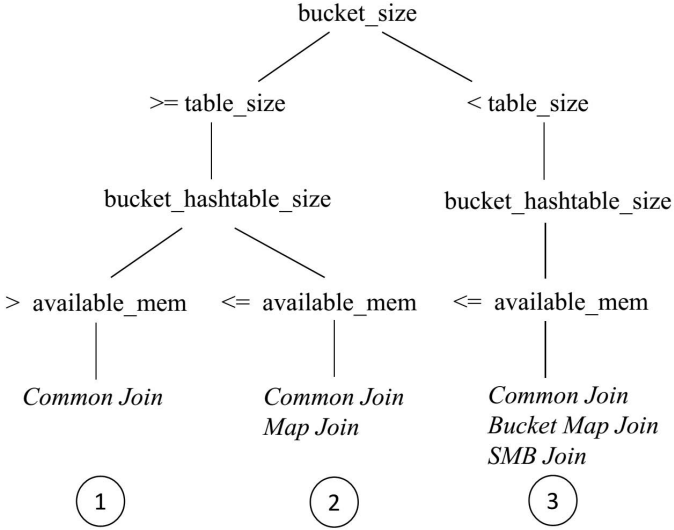 bucket_size
>= table_size
< table_size
bucket_hashtable_size
bucket_hashtable_size
> available_mem
<= available_mem
<= available_mem
Common Join
Common Join
Map Join
Common Join
Bucket Map Join
SMB Join
1
2
3